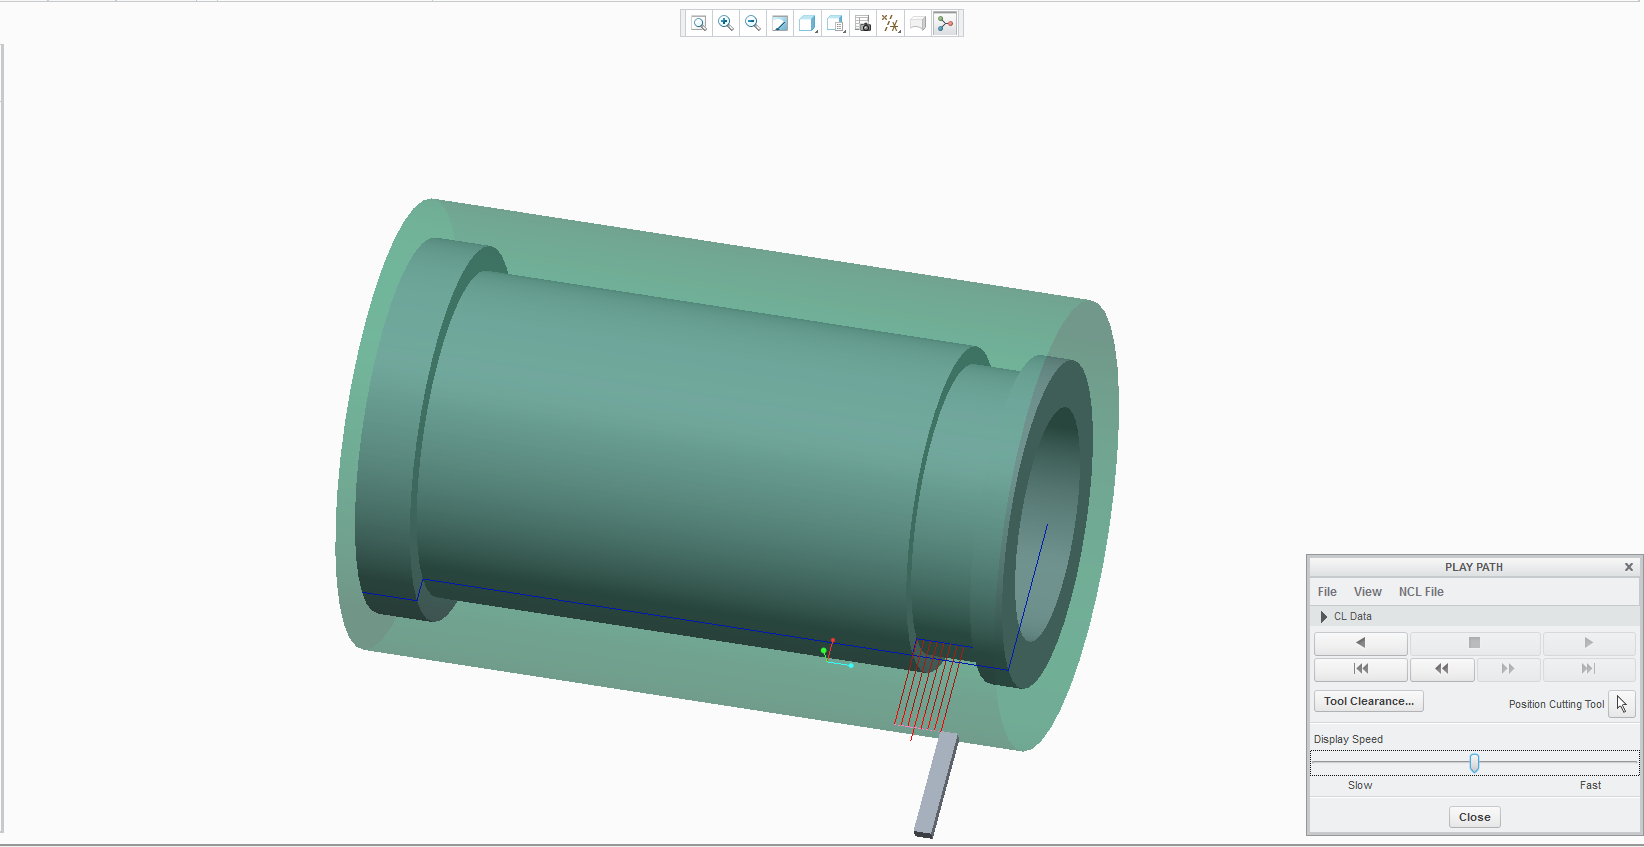 PLAY PATH
File View NCL File
CL Data
Tool Clearance...
Position Cutting Tool
Display Speed
Slow Fast
Close